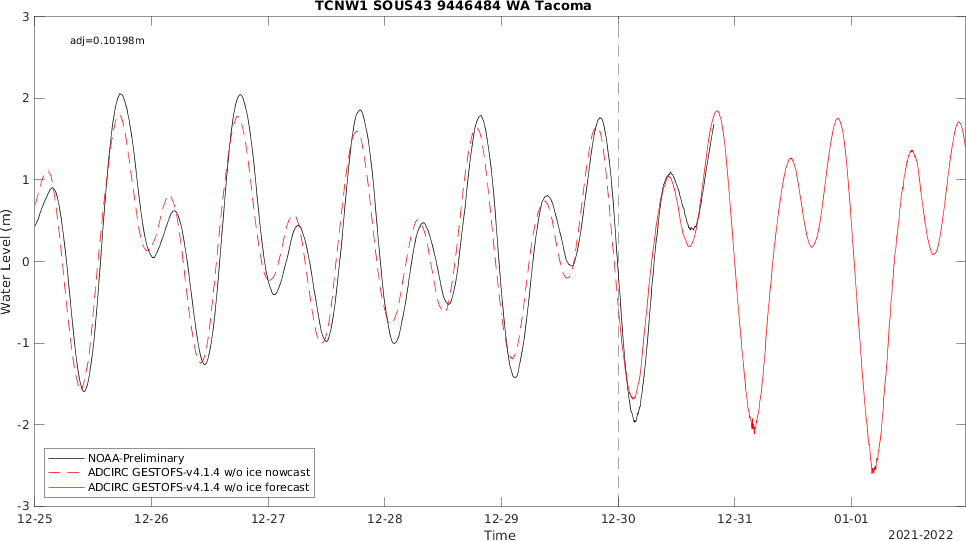 TCNW1 SOUS43 9446484 WA Tacoma
adj=0.10198m
3
2
1
0
-1
-2
-3
Water Level (m)
NOAA-Preliminary
ADCIRC GESTOFS-v4.1.4 w/o ice nowcast
ADCIRC GESTOFS-v4.1.4 w/o ice forecast
12-25 12-26 12-27 12-28 12-29 12-30 12-31 01-01
Time
2021-2022